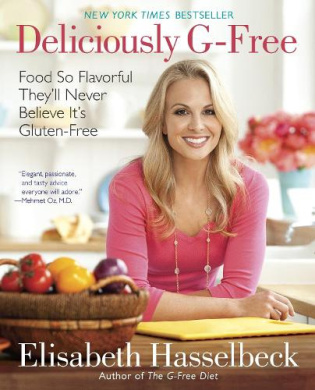 NEW YORK TIMES BESTSELLER
Deliciously G-Free
Food So Flavorful
They'll Never
Believe It's
Gluten-Free
"Elegant, passionate,
and tasty advice
everyone will adore."
—Mehmet Oz, M.D.
Elisabeth Hasselbeck
Author of The G-Free Diet